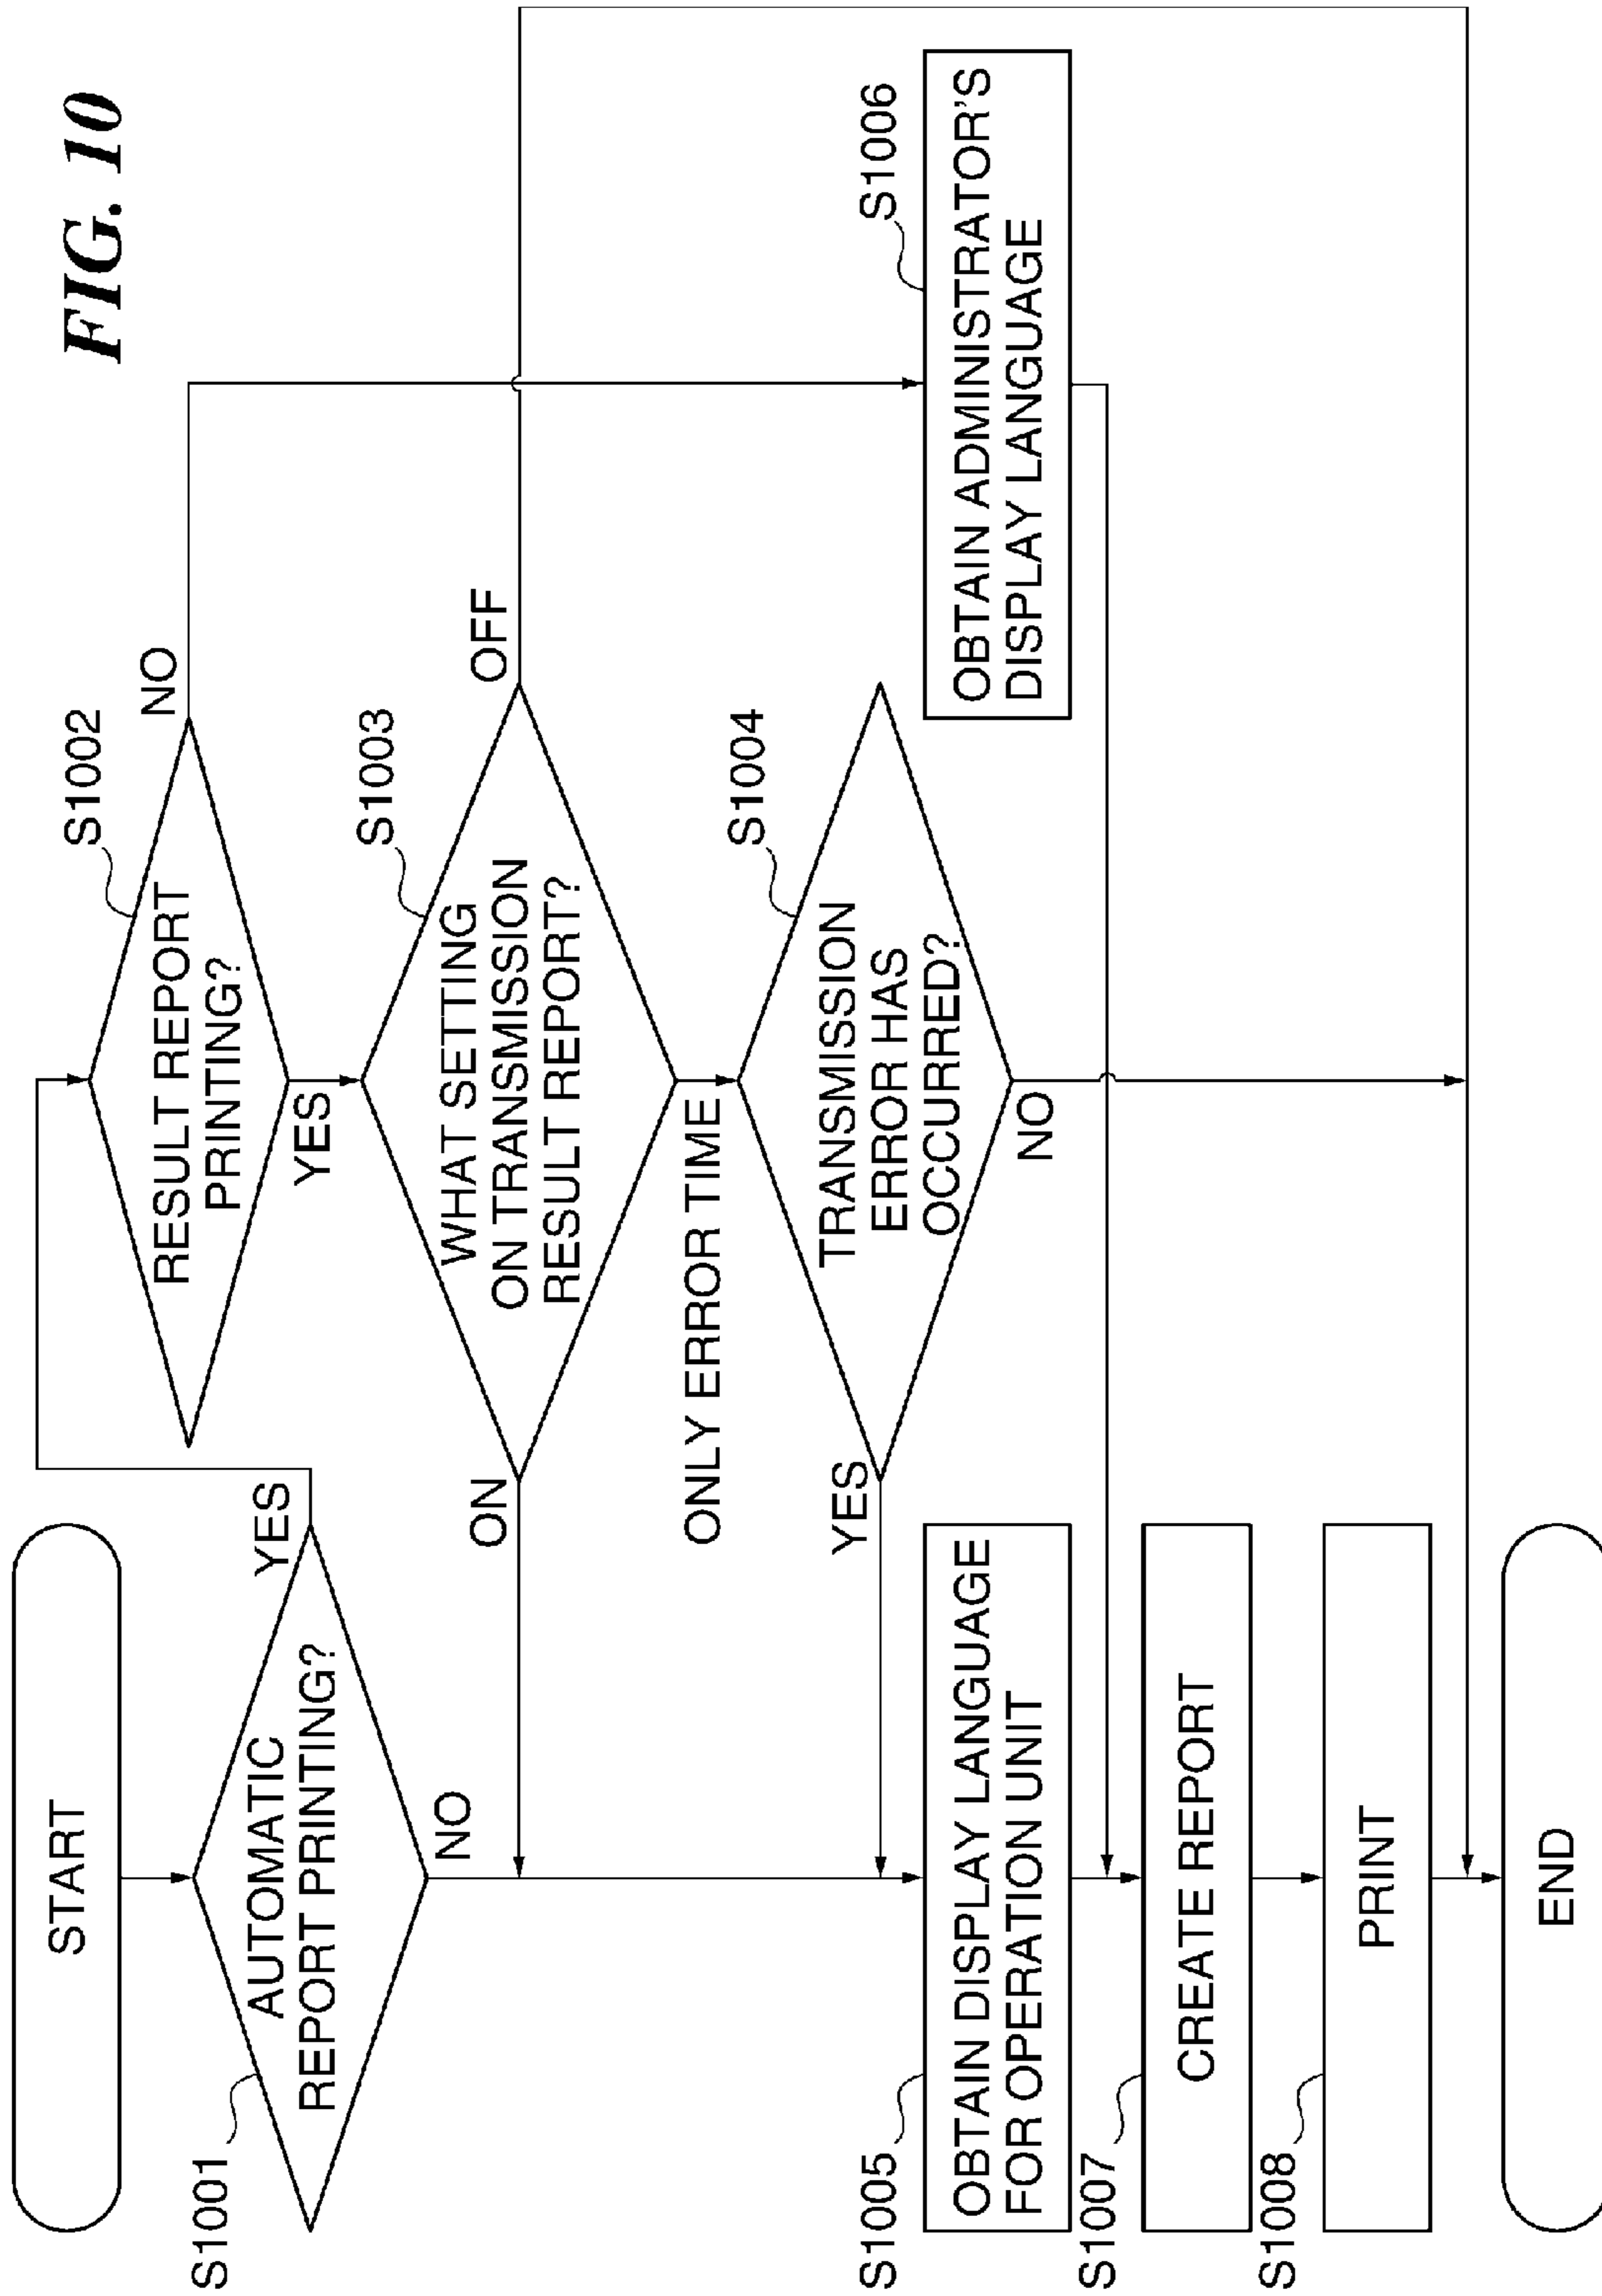 FIG. 10
START
S1001
AUTOMATIC
REPORT PRINTING?
YES
NO
S1002
RESULT REPORT
PRINTING?
NO
YES
S1003
WHAT SETTING
ON TRANSMISSION
RESULT REPORT?
ON
OFF
ONLY ERROR TIME
S1004
TRANSMISSION
ERROR HAS
OCCURRED?
YES
NO
S1005
OBTAIN DISPLAY LANGUAGE
FOR OPERATION UNIT
S1006
OBTAIN ADMINISTRATOR'S
DISPLAY LANGUAGE
S1007
CREATE REPORT
S1008
PRINT
END